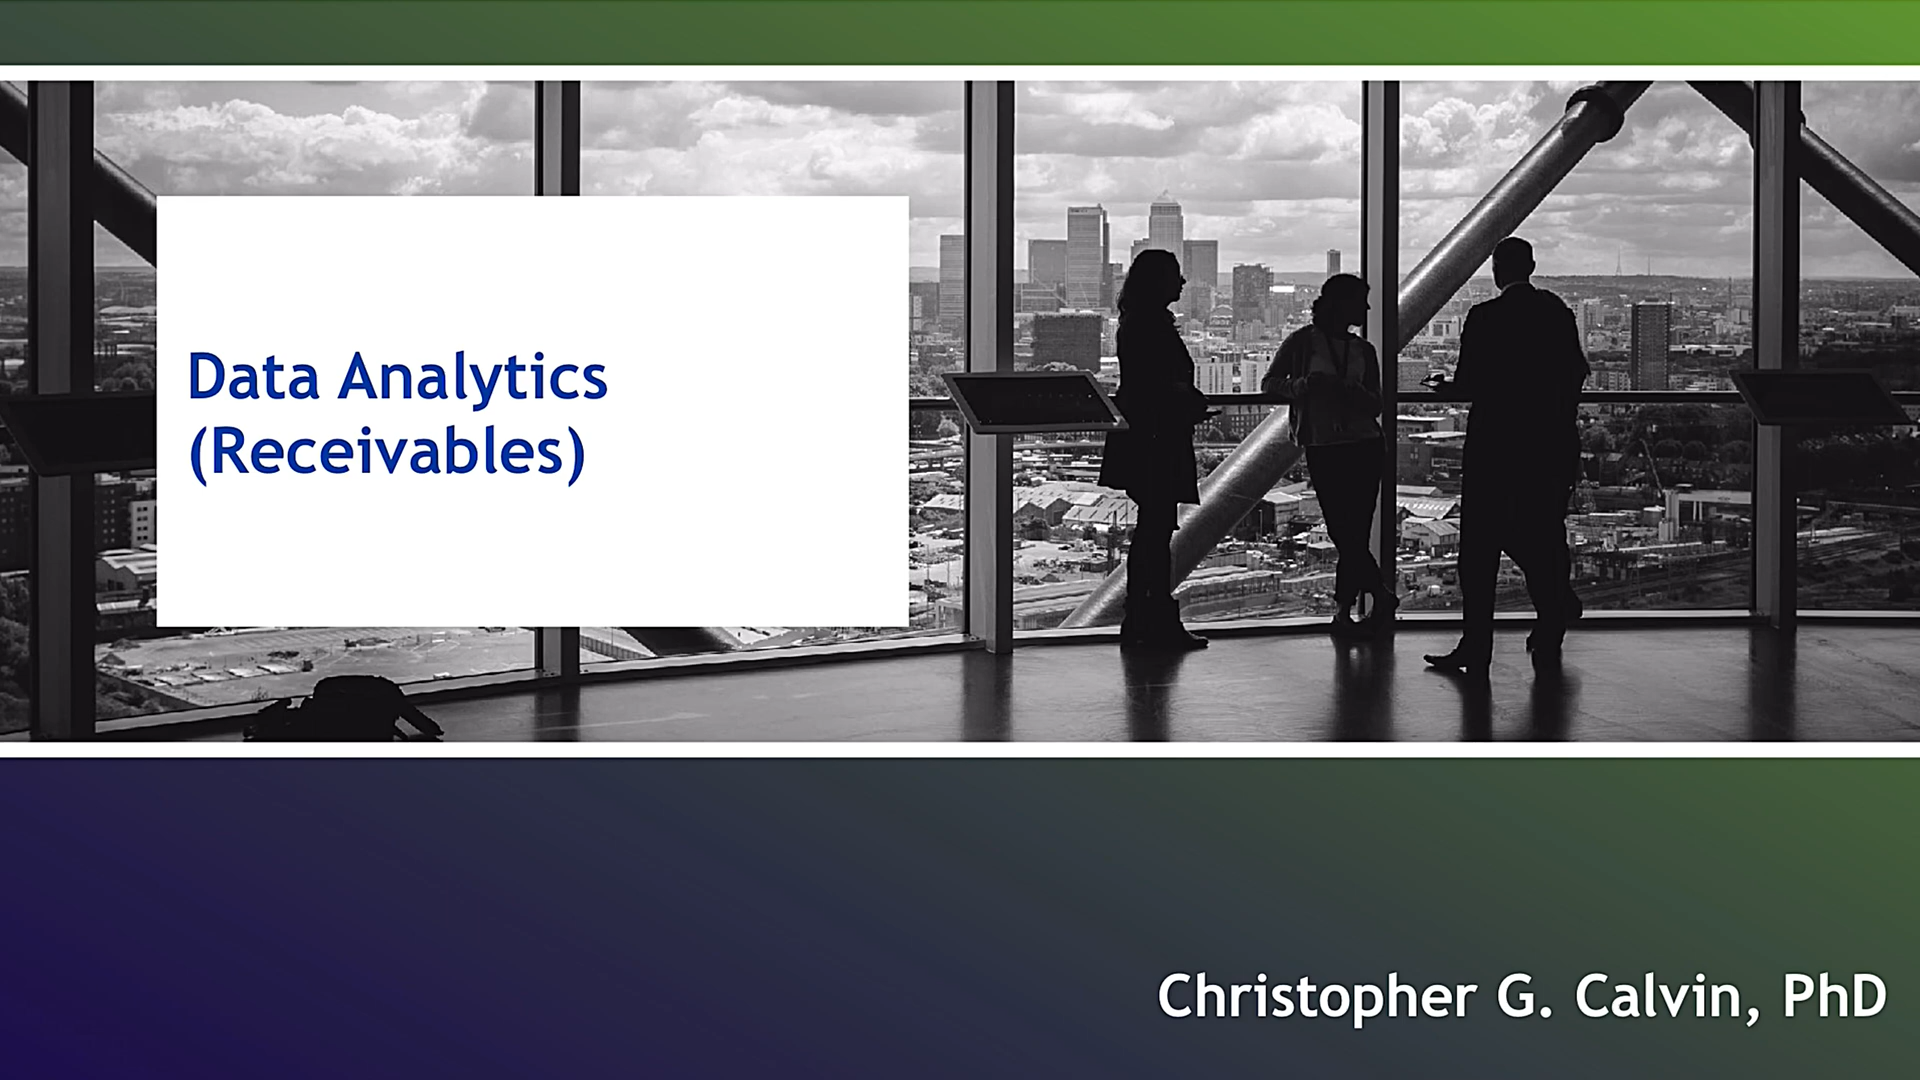 Data Analytics
(Receivables)
Christopher G. Calvin, PhD